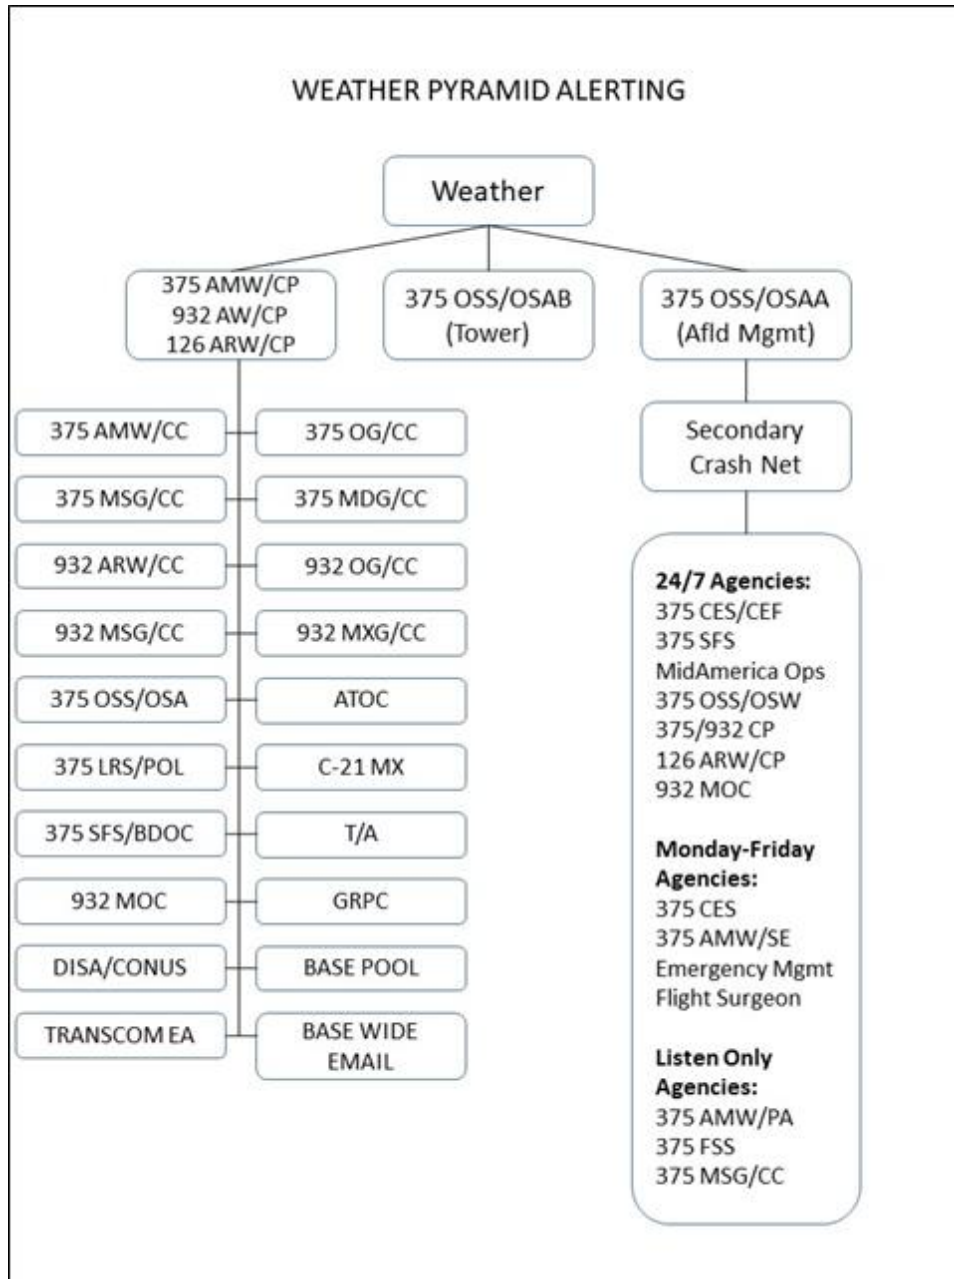 WEATHER PYRAMID ALERTING
Weather
375 AMW/CP
932 AW/CP
126 ARW/CP
375 OSS/OSAB
(Tower)
375 OSS/OSAA
(Afld Mgmt)
375 AMW/CC
375 OG/CC
375 MSG/CC
375 MDG/CC
932 ARW/CC
932 OG/CC
932 MSG/CC
932 MXG/CC
375 OSS/OSA
ATOC
375 LRS/POL
C-21 MX
375 SFS/BDOC
T/A
932 MOC
GRPC
DISA/CONUS
BASE POOL
TRANSCOM EA
BASE WIDE
EMAIL
Secondary
Crash Net
24/7 Agencies:
375 CES/CEF
375 SFS
MidAmerica Ops
375 OSS/OSW
375/932 CP
126 ARW/CP
932 MOC
Monday-Friday
Agencies:
375 CES
375 AMW/SE
Emergency Mgmt
Flight Surgeon
Listen Only
Agencies:
375 AMW/PA
375 FSS
375 MSG/CC